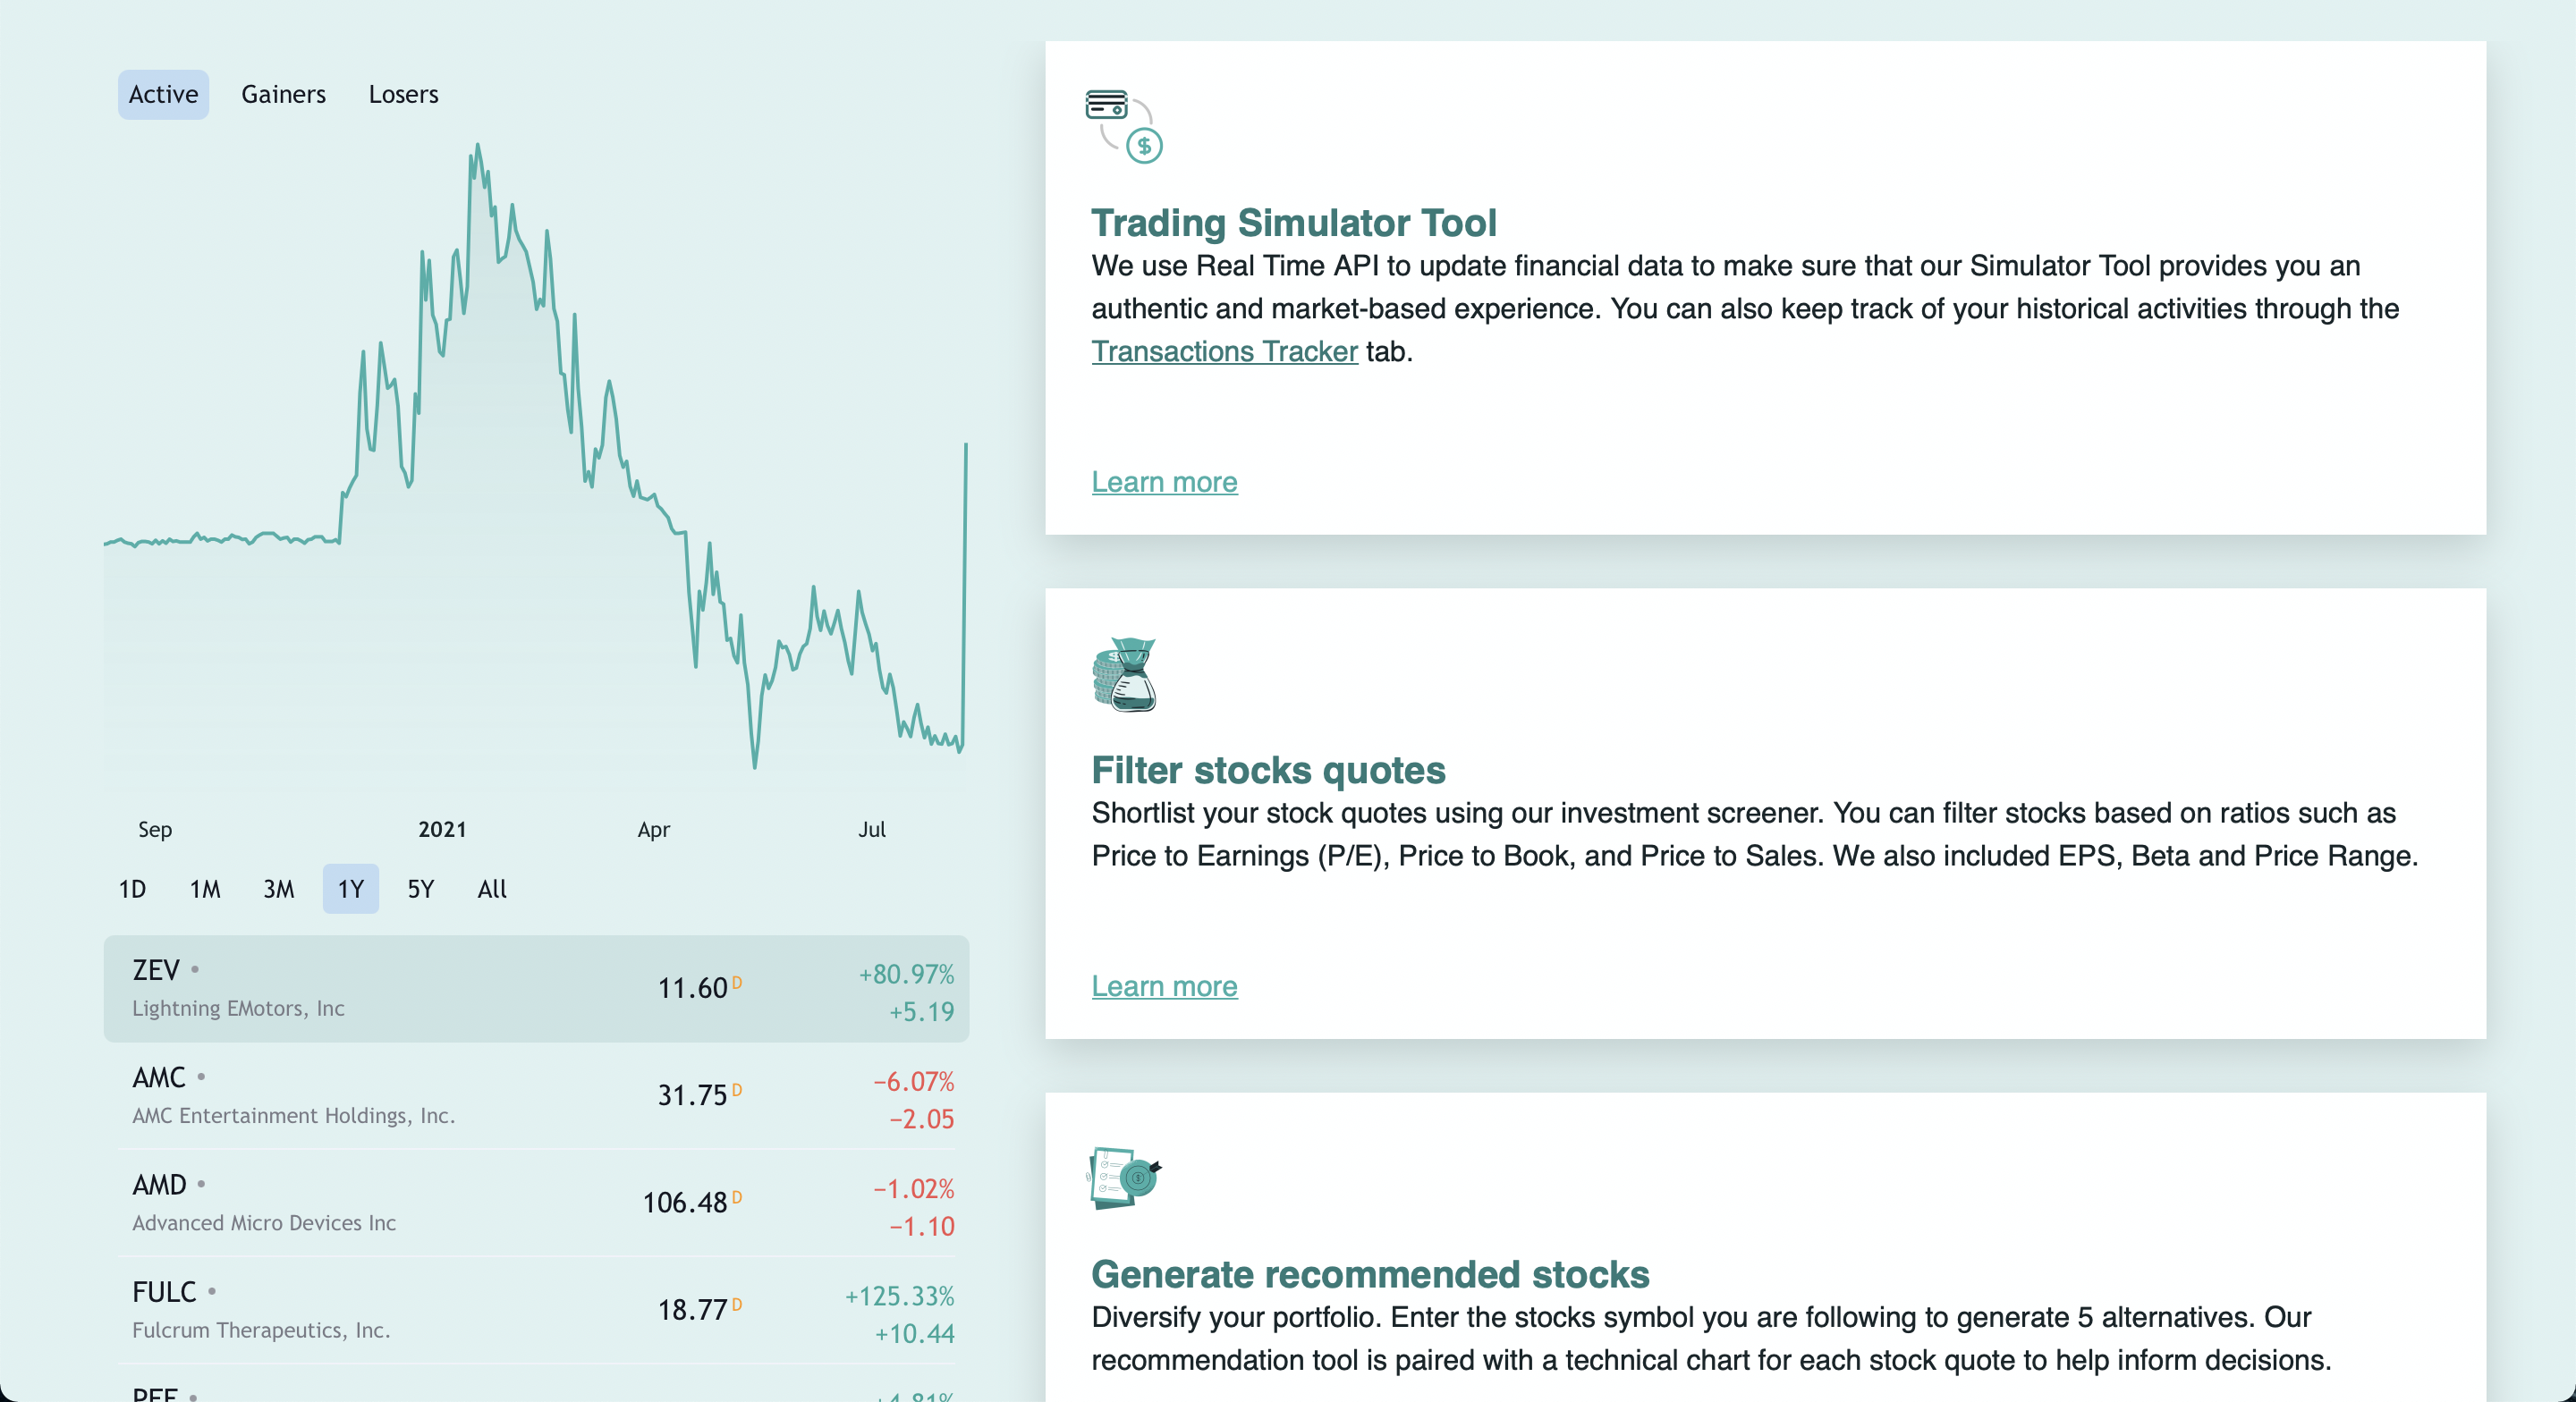 Active Gainers Losers
Sep 2021 Apr Jul
1D 1M 3M 1Y 5Y All
ZEV •
Lightning EMotors, Inc
11.60 D
+80.97%
+5.19
AMC •
AMC Entertainment Holdings, Inc.
31.75 D
−6.07%
−2.05
AMD •
Advanced Micro Devices Inc
106.48 D
−1.02%
−1.10
FULC •
Fulcrum Therapeutics, Inc.
18.77 D
+125.33%
+10.44
+4.81%
Trading Simulator Tool
We use Real Time API to update financial data to make sure that our Simulator Tool provides you an
authentic and market-based experience. You can also keep track of your historical activities through the
Transactions Tracker tab.
Learn more
Filter stocks quotes
Shortlist your stock quotes using our investment screener. You can filter stocks based on ratios such as
Price to Earnings (P/E), Price to Book, and Price to Sales. We also included EPS, Beta and Price Range.
Learn more
Generate recommended stocks
Diversify your portfolio. Enter the stocks symbol you are following to generate 5 alternatives. Our
recommendation tool is paired with a technical chart for each stock quote to help inform decisions.